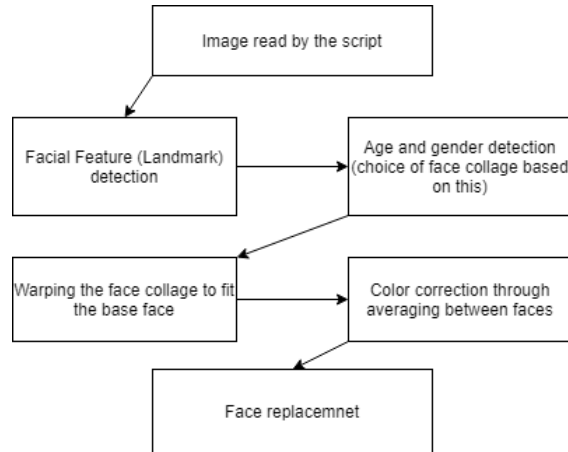 Image read by the script
Facial Feature (Landmark)
detection
Age and gender detection
(choice of face collage based
on this)
Warping the face collage to fit
the base face
Color correction through
averaging between faces
Face replacemnet